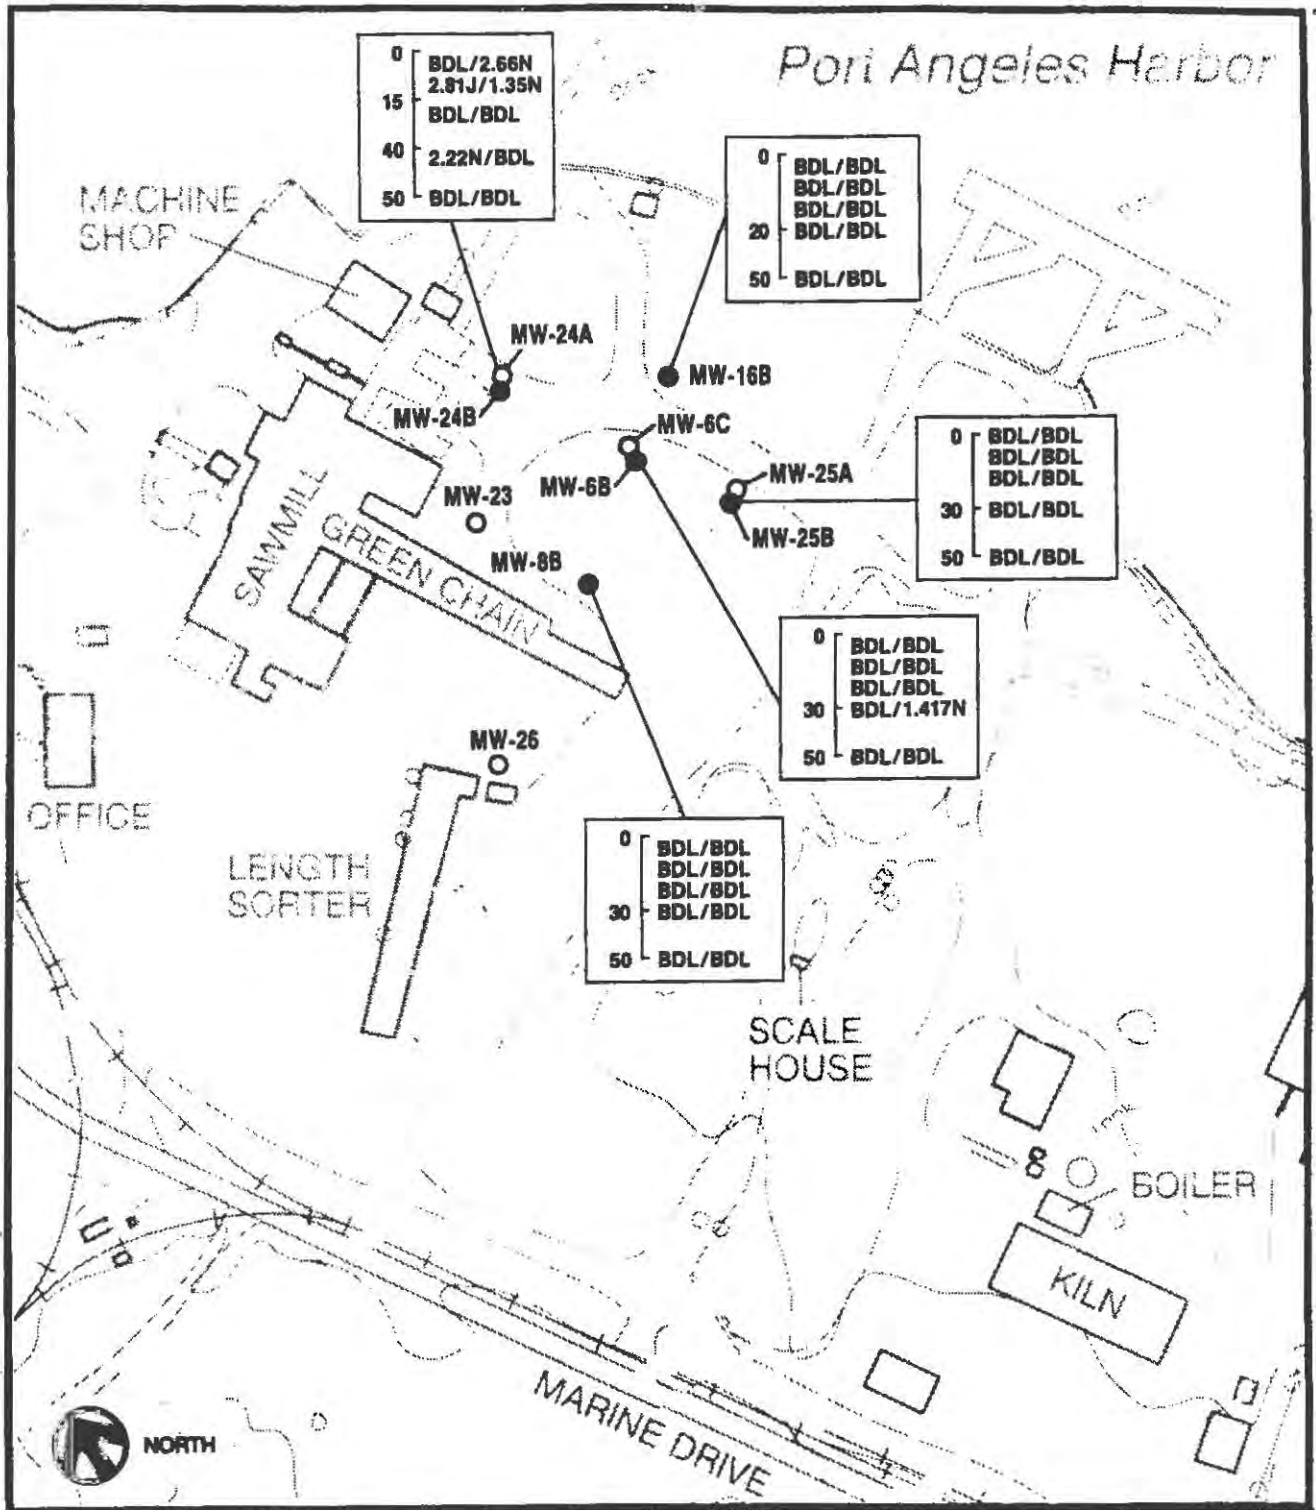 Port Angeles Harbor
0 BDL/2.66N
2.81J/1.35N
15 BDL/BDL
40 2.22N/BDL
50 BDL/BDL
0 BDL/BDL
BDL/BDL
BDL/BDL
20 BDL/BDL
50 BDL/BDL
MACHINE
SHOP
MW-24A
MW-16B
MW-24B
MW-6C
0 BDL/BDL
BDL/BDL
BDL/BDL
30 BDL/BDL
50 BDL/BDL
MW-6B
MW-25A
MW-23
MW-25B
SAWMILL
GREEN CHAIN
MW-8B
0 BDL/BDL
BDL/BDL
BDL/BDL
30 BDL/1.417N
50 BDL/BDL
MW-26
OFFICE
LENGTH
SORTER
0 BDL/BDL
BDL/BDL
BDL/BDL
30 BDL/BDL
50 BDL/BDL
SCALE
HOUSE
BOILER
KILN
MARINE DRIVE
NORTH